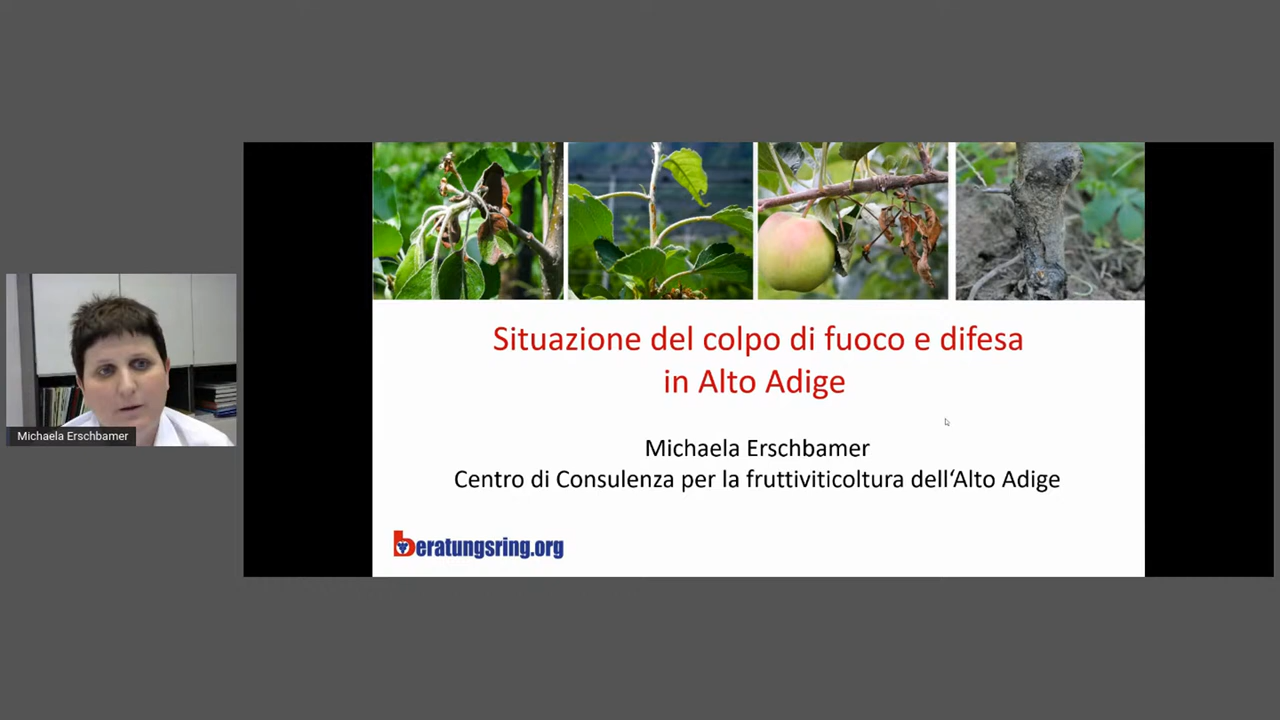 Michaela Erschbamer
Situazione del colpo di fuoco e difesa
in Alto Adige
Michaela Erschbamer
Centro di Consulenza per la fruttiviticoltura dell‘Alto Adige
beratungsring.org